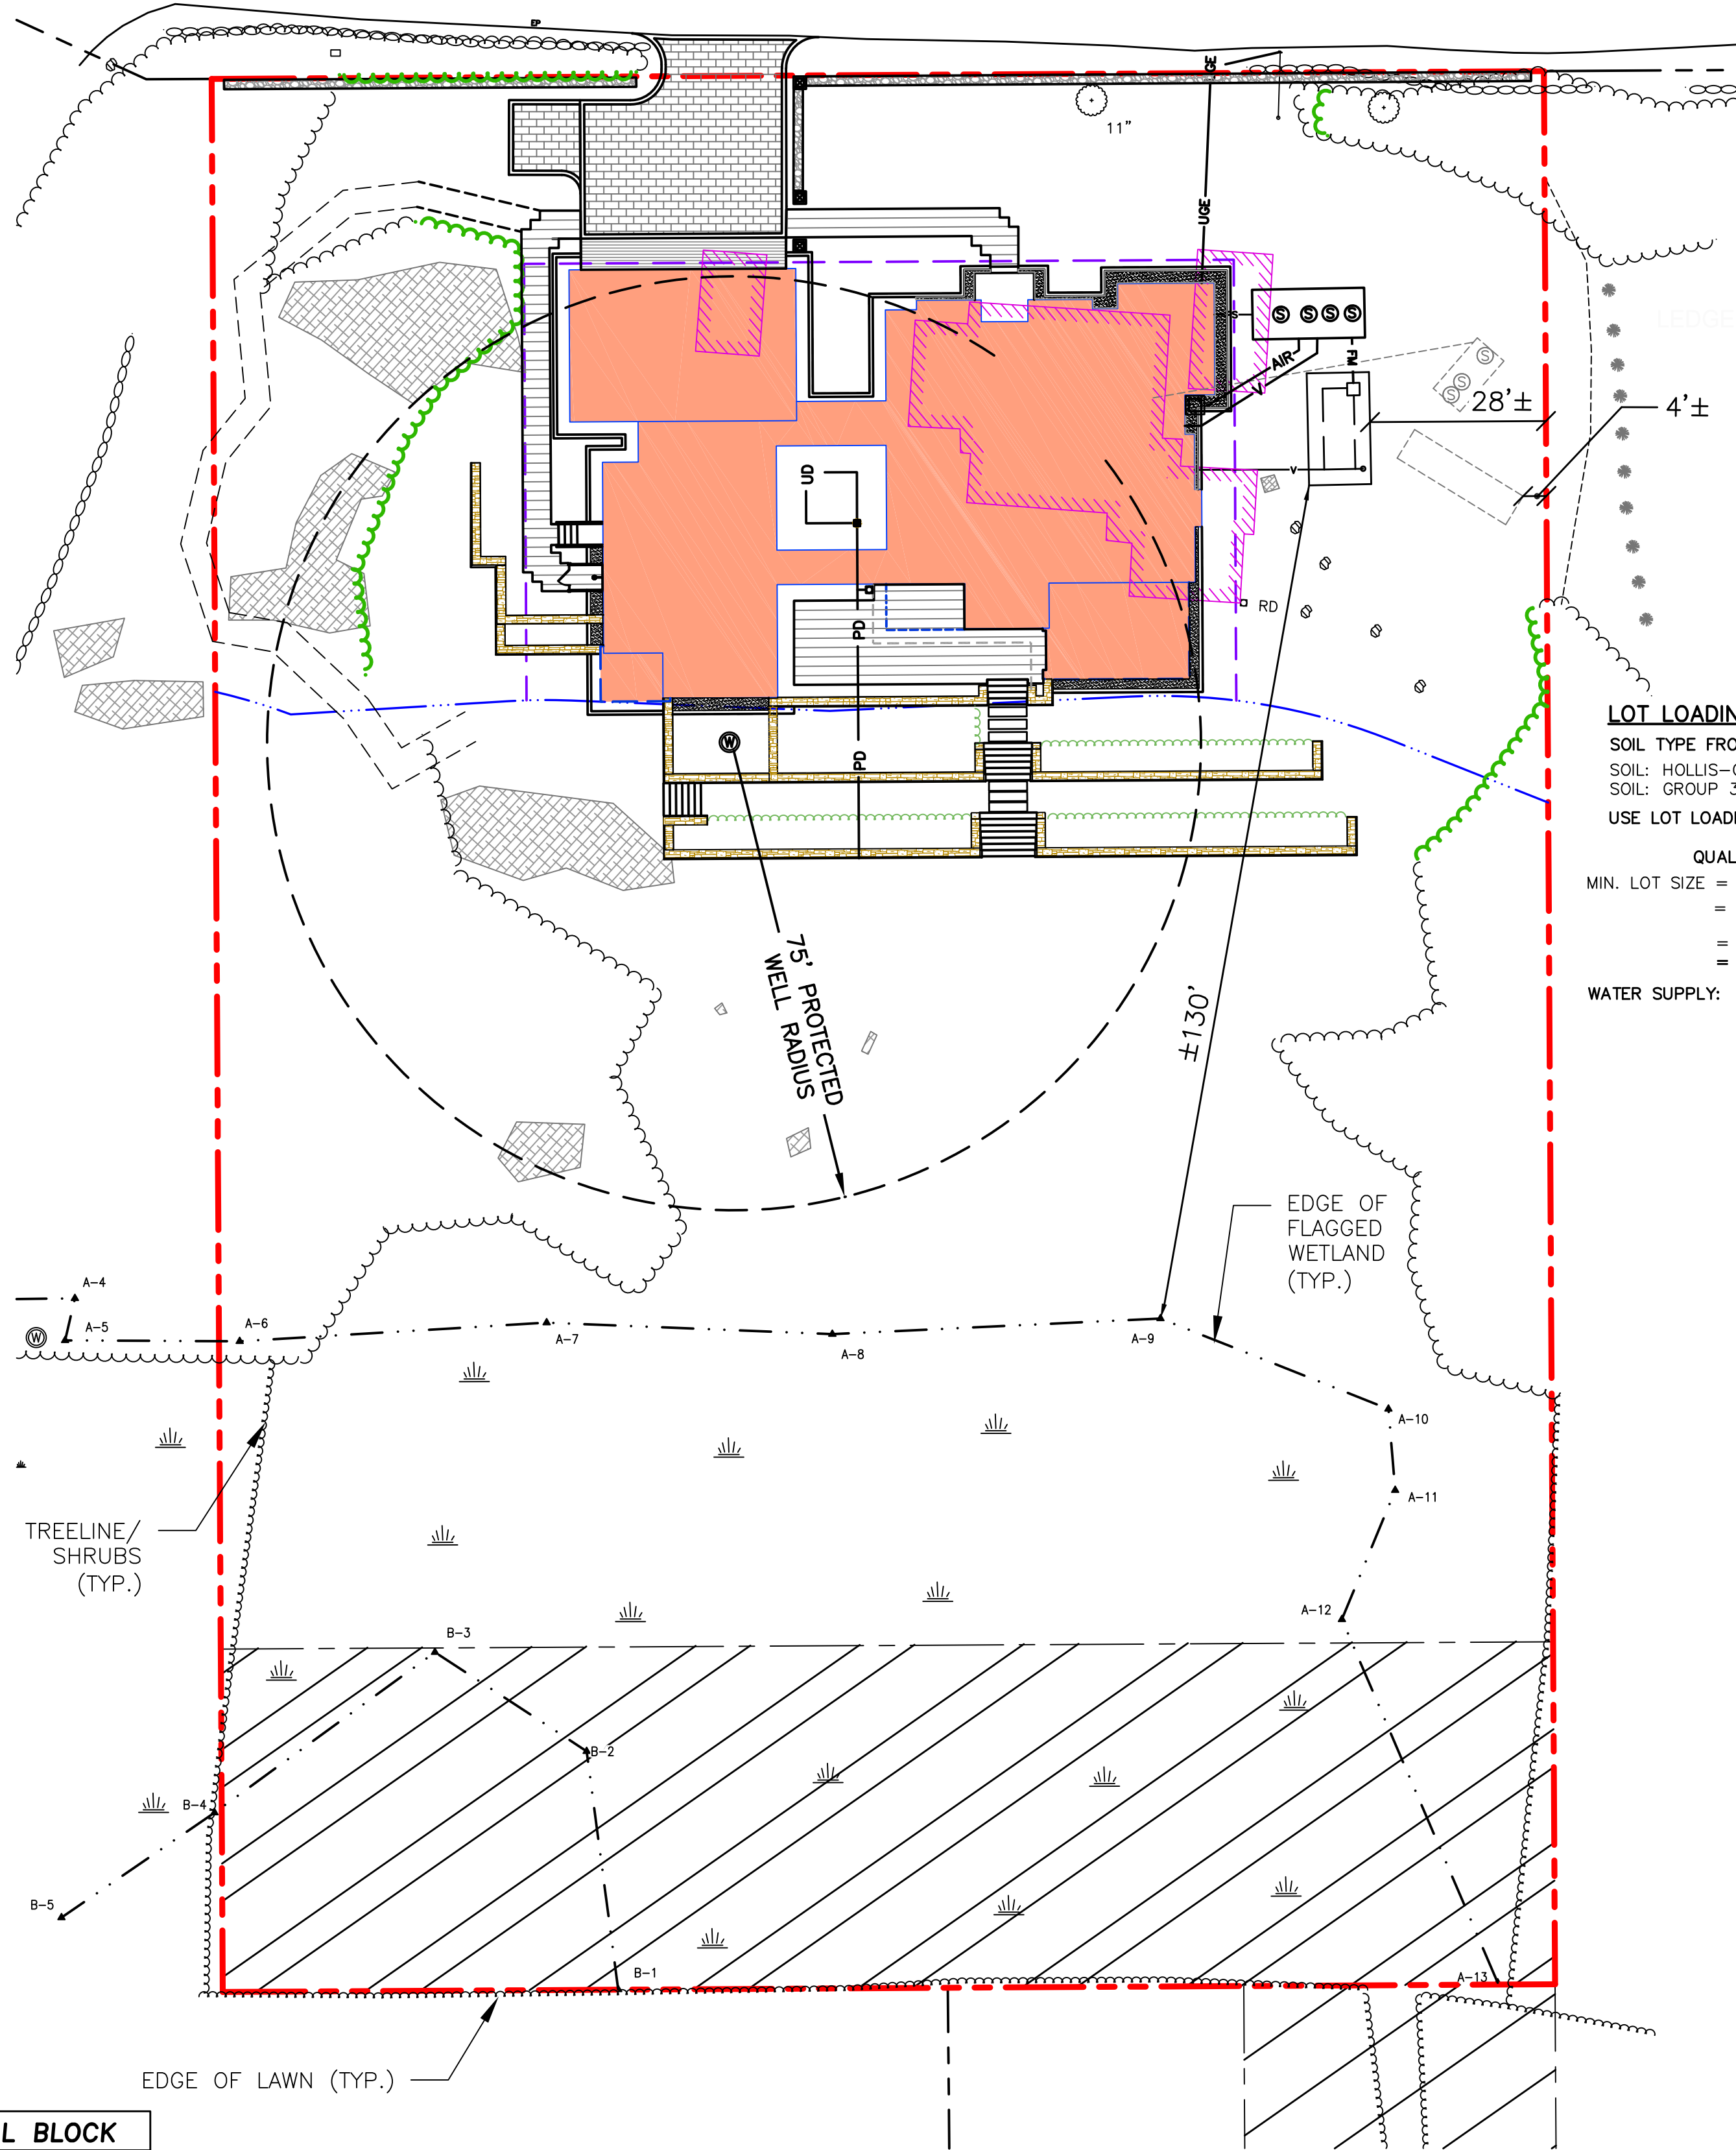 EP
GE
11"
UGE
S
S S S S
AIR
FM
V
S
S
S
LEDGE
28'±
4'±
UD
V
RD
PD
W
PD
LOT LOADIN
SOIL TYPE FRO
SOIL: HOLLIS-C
SOIL: GROUP 3
USE LOT LOADI
QUAL
MIN. LOT SIZE =
=
=
=
WATER SUPPLY:
75' PROTECTED
WELL RADIUS
±130'
EDGE OF
FLAGGED
WETLAND
(TYP.)
A-4
A-5
W
A-6
A-7
A-8
A-9
A-10
A-11
TREELINE/
SHRUBS
(TYP.)
A-12
B-3
B-2
B-4
B-5
B-1
A-13
EDGE OF LAWN (TYP.)
L BLOCK